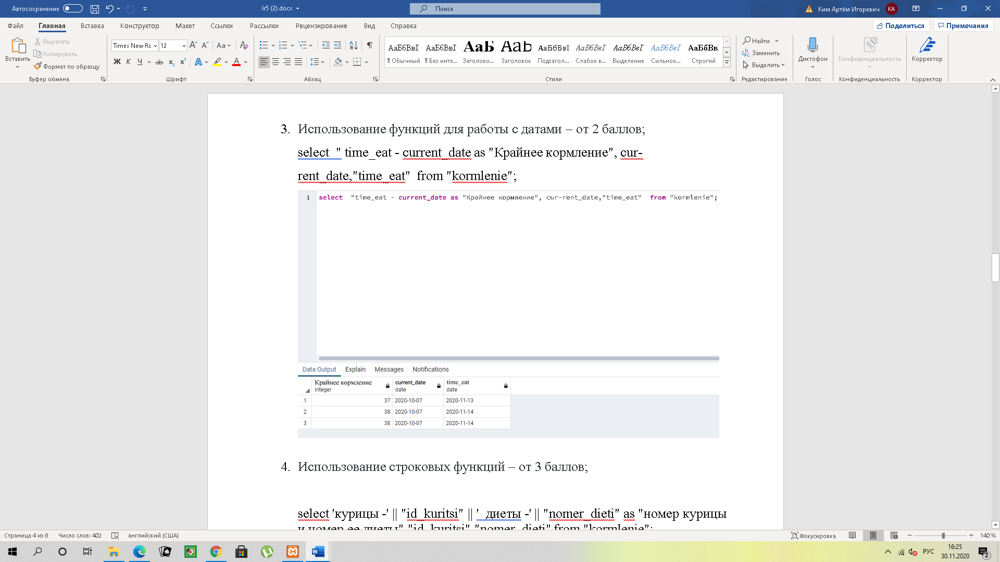 Автосохранение
lr5 (2).docx
Поиск
Ким Артём Игоревич
КА
Файл Главная Вставка Конструктор Макет Ссылки Рассылки Рецензирование Вид Справка
Поделиться Примечания
Вставить
Вырезать
Копировать
Формат по образцу
Буфер обмена
Times New Rc 12
Aa
Ж К Ч ab x₂ x²
Шрифт
Абзац
АаБбВвІ АаБбВвІ АаБ Ааb АаБбВвІ АаБбВвІ АаБбВвІ АаБбВвІ АаБбВв.
¶ Обычный ¶ Без инте... Заголово... Заголовок Подзагол... Слабое в... Выделение Сильное... Строгий
Стили
Найти
Заменить
Выделить
Редактирование
Диктофон
Голос
Конфиденциальность
Конфиденциальность
Корректор
Корректор
3. Использование функций для работы с датами – от 2 баллов;
select " time_eat - current_date as "Крайнее кормление", cur-
rent_date,"time_eat" from "kormlenie";
1 select "time_eat - current_date as "Крайнее кормление", cur-rent_date,"time_eat" from "kormlenie";
Data Output Explain Messages Notifications
Крайнее кормление current_date time_eat
integer date date
1 37 2020-10-07 2020-11-13
2 38 2020-10-07 2020-11-14
3 38 2020-10-07 2020-11-14
4. Использование строковых функций – от 3 баллов;
select 'курицы -' || "id_kuritsi" || '_диеты -' || "nomer_dieti" as "номер курицы
и номер ее диеты","id_kuritsi","nomer_dieti" from "kormlenie";
Страница 4 из 8 Число слов: 402 английский (США)
Фокусировка
140 %
РУС
16:25
30.11.2020
2